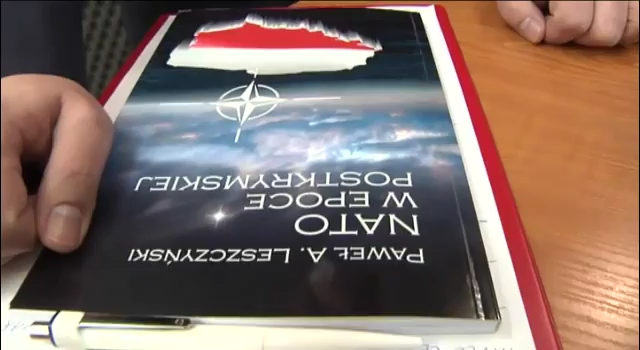 PAWEŁ A. LESZCZYŃSKI
NATO
W EPOCE
POSTKRYMSKIEJ